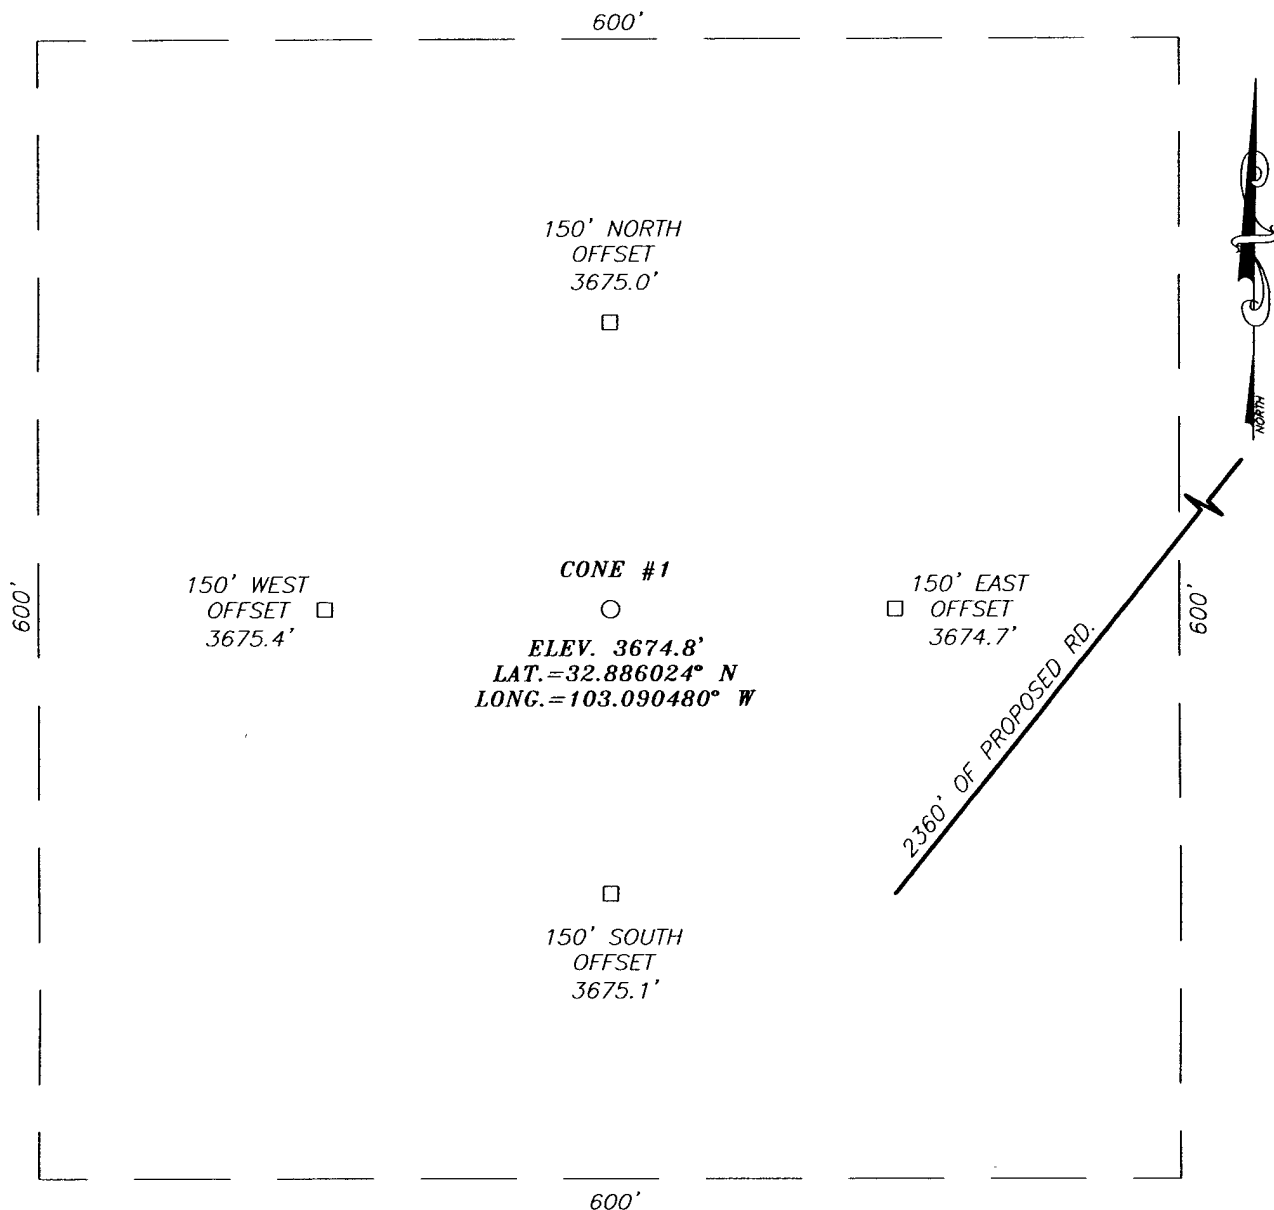 600'
150' NORTH
OFFSET
3675.0'
NORTH
CONE #1
150' WEST
OFFSET
3675.4'
600'
150' EAST
OFFSET
3674.7'
600'
ELEV. 3674.8'
LAT.=32.886024° N
LONG.=103.090480° W
2360' OF PROPOSED RD.
150' SOUTH
OFFSET
3675.1'
600'